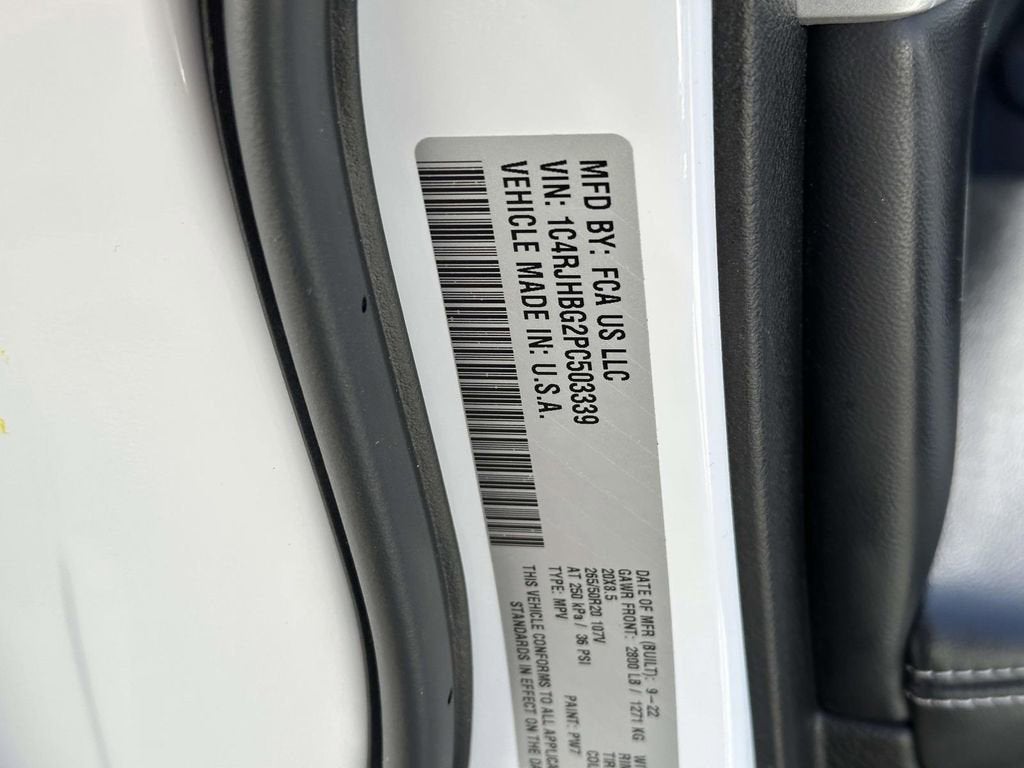 MFD BY: FCA US LLC
VIN: 1C4RJHBG2PC503339
VEHICLE MADE IN: U.S.A.
DATE OF MFR (BUILT): 9-22
GAWR FRONT: 2800 LB / 1271 KG
20X8.5
265/50R20 107V
AT 250 kPa / 36 PSI
TYPE: MPV PAINT: PW7
THIS VEHICLE CONFORMS TO ALL APPLICA
STANDARDS IN EFFECT ON THE DA